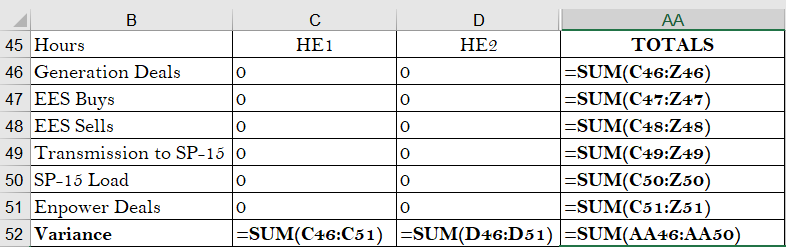 B C D AA
45 Hours HE1 HE2 TOTALS
46 Generation Deals 0 0 =SUM(C46:Z46)
47 EES Buys 0 0 =SUM(C47:Z47)
48 EES Sells 0 0 =SUM(C48:Z48)
49 Transmission to SP-15 0 0 =SUM(C49:Z49)
50 SP-15 Load 0 0 =SUM(C50:Z50)
51 Enpower Deals 0 0 =SUM(C51:Z51)
52 Variance =SUM(C46:C51) =SUM(D46:D51) =SUM(AA46:AA50)